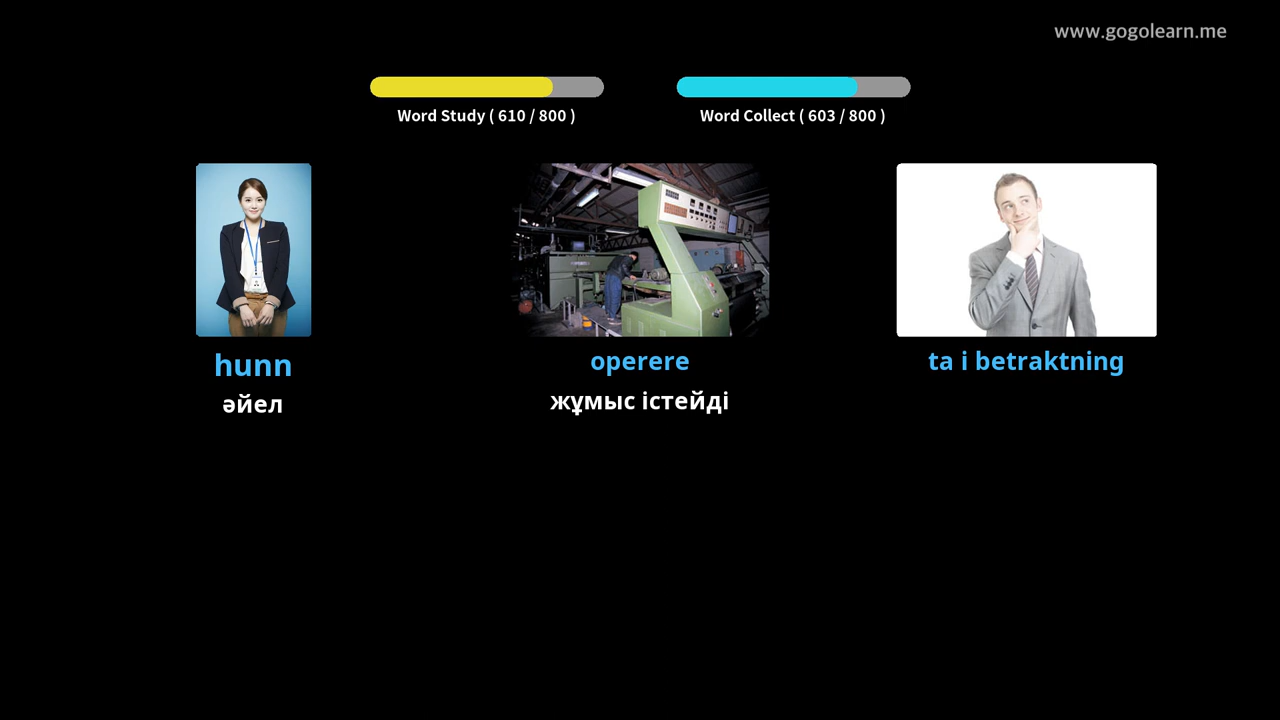 www.gogolearn.me
Word Study ( 610 / 800 )
Word Collect ( 603 / 800 )
hunn
әйел
operere
жұмыс істейді
ta i betraktning